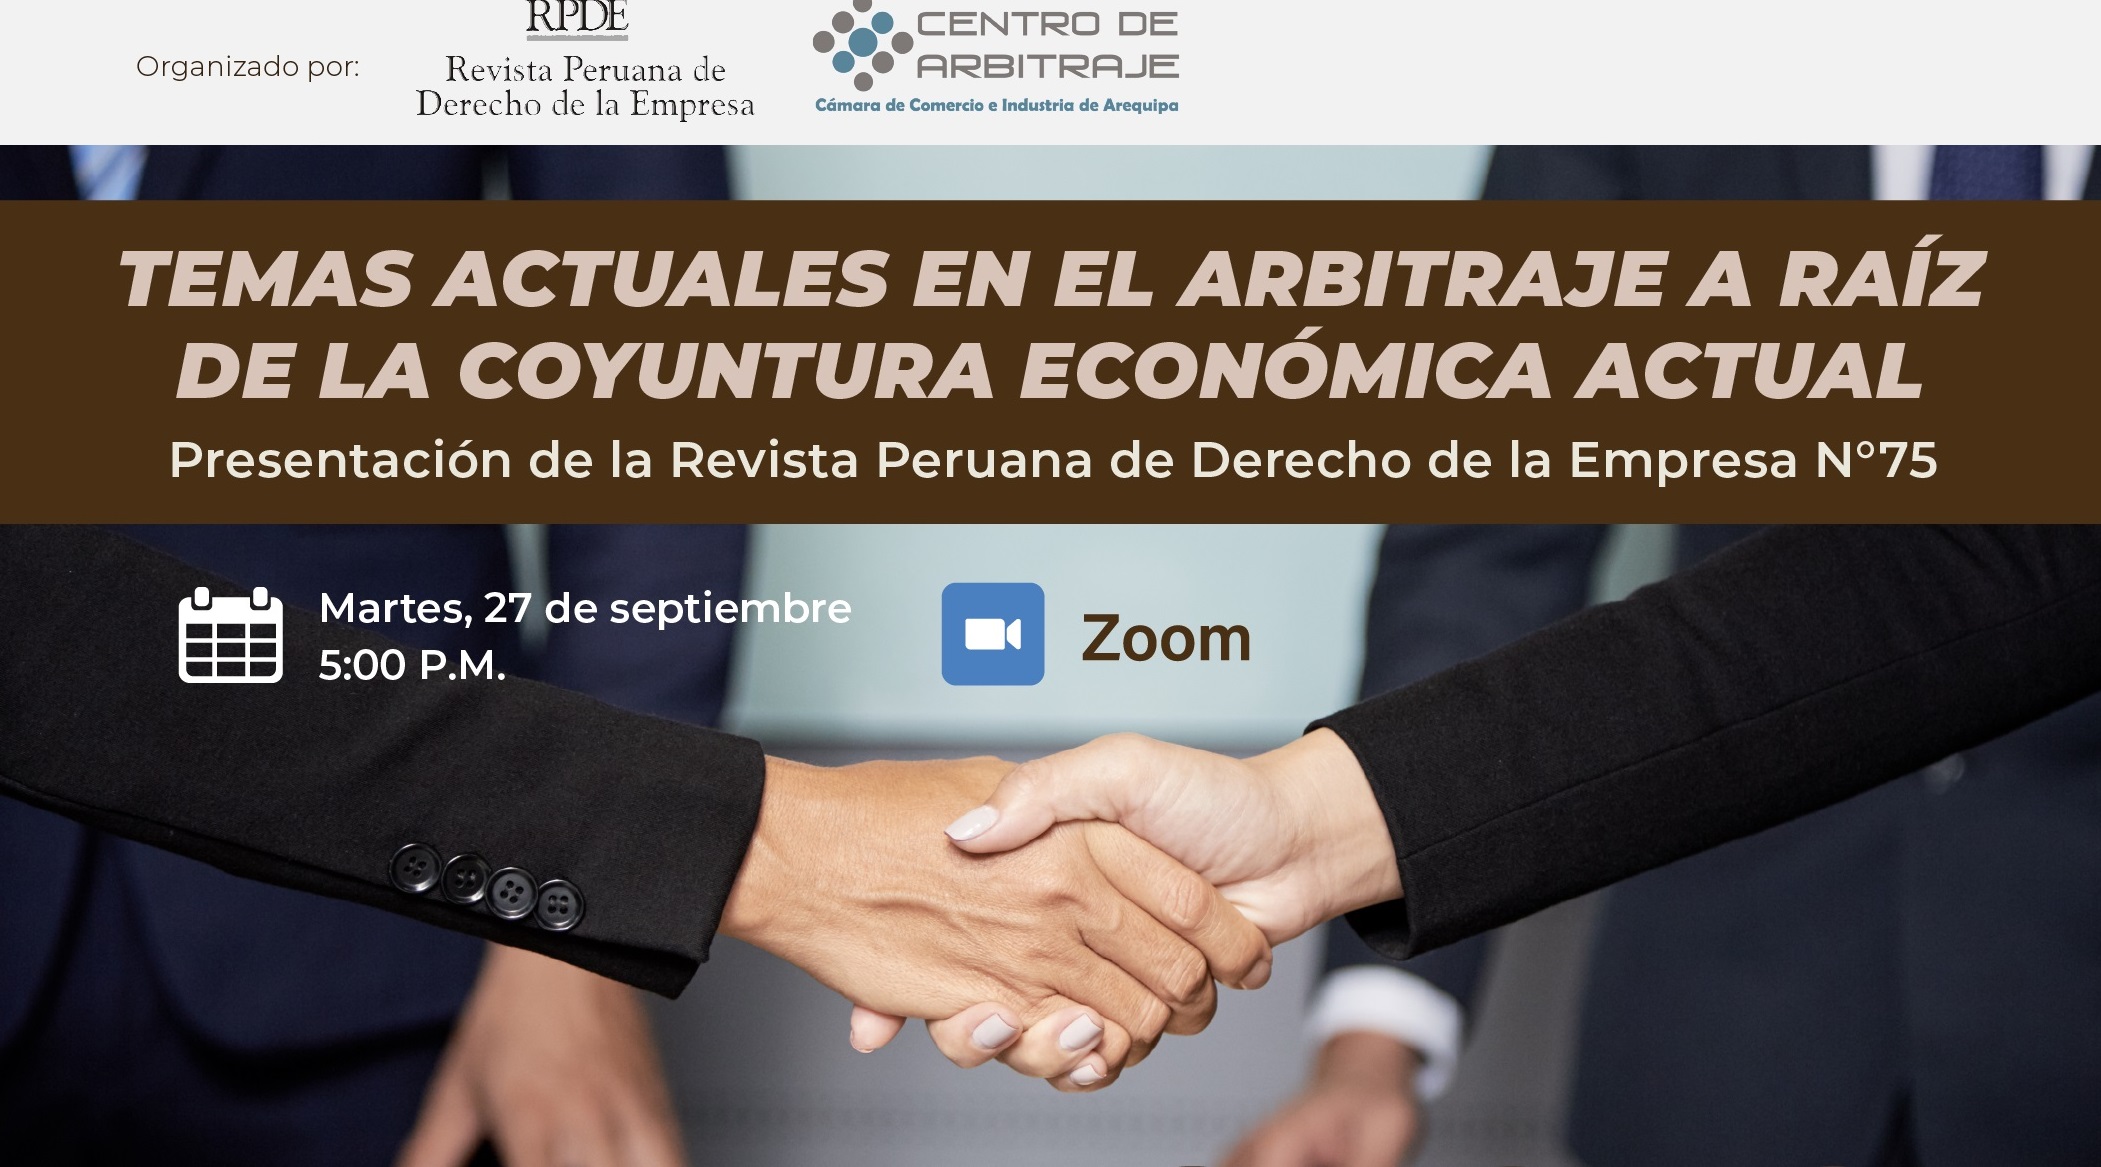 Organizado por:
RPDE
Revista Peruana de
Derecho de la Empresa
CENTRO DE
ARBITRAJE
Cámara de Comercio e Industria de Arequipa
TEMAS ACTUALES EN EL ARBITRAJE A RAÍZ
DE LA COYUNTURA ECONÓMICA ACTUAL
Presentación de la Revista Peruana de Derecho de la Empresa N°75
Martes, 27 de septiembre
5:00 P.M.
Zoom